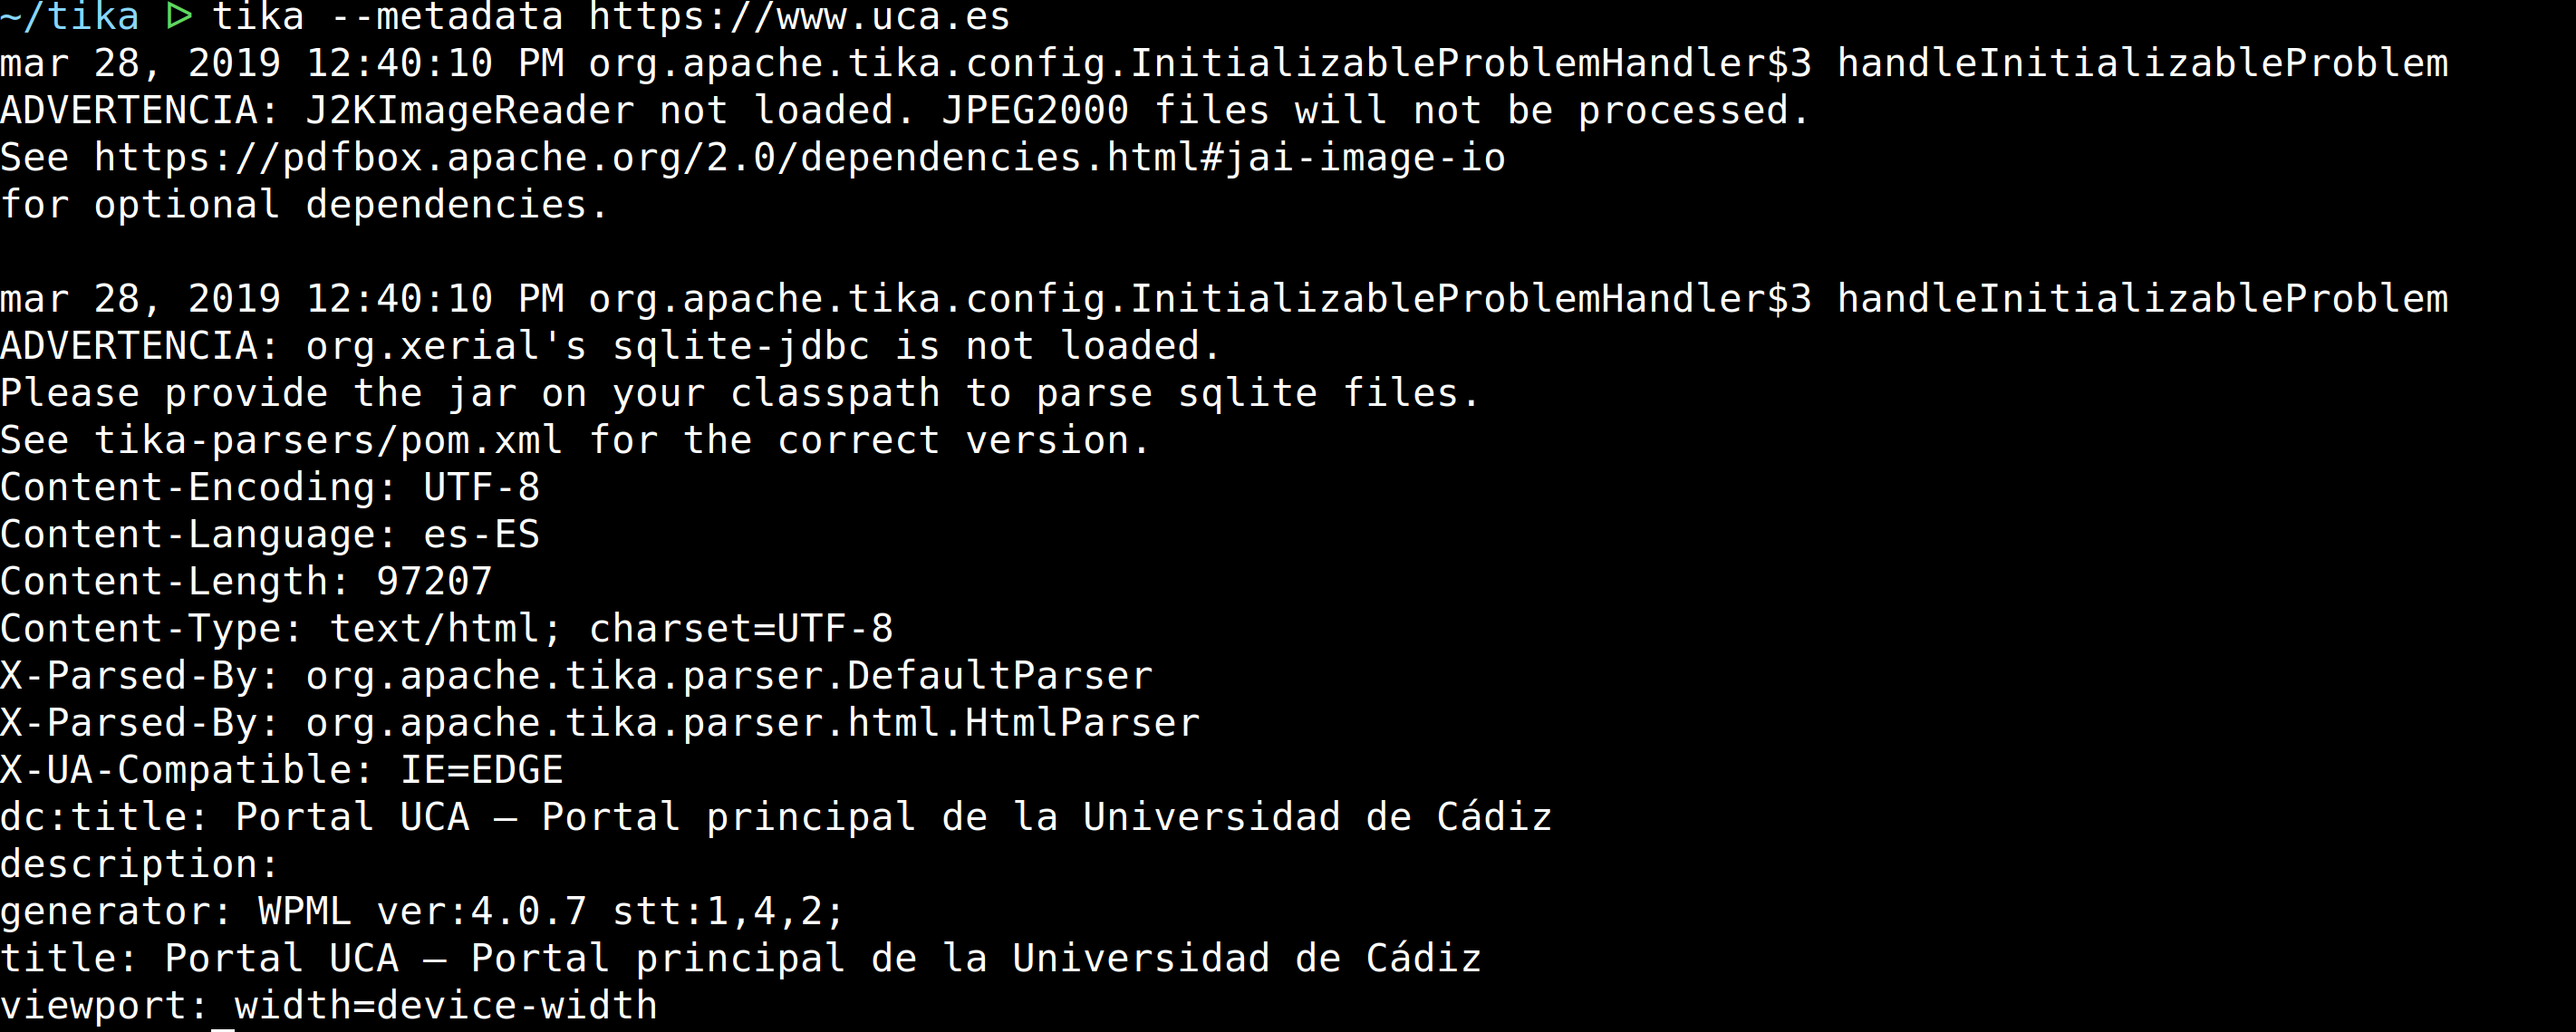 ~/tika ▷ tika --metadata https://www.uca.es
mar 28, 2019 12:40:10 PM org.apache.tika.config.InitializableProblemHandler$3 handleInitializableProblem
ADVERTENCIA: J2KImageReader not loaded. JPEG2000 files will not be processed.
See https://pdfbox.apache.org/2.0/dependencies.html#jai-image-io
for optional dependencies.

mar 28, 2019 12:40:10 PM org.apache.tika.config.InitializableProblemHandler$3 handleInitializableProblem
ADVERTENCIA: org.xerial's sqlite-jdbc is not loaded.
Please provide the jar on your classpath to parse sqlite files.
See tika-parsers/pom.xml for the correct version.
Content-Encoding: UTF-8
Content-Language: es-ES
Content-Length: 97207
Content-Type: text/html; charset=UTF-8
X-Parsed-By: org.apache.tika.parser.DefaultParser
X-Parsed-By: org.apache.tika.parser.html.HtmlParser
X-UA-Compatible: IE=EDGE
dc:title: Portal UCA – Portal principal de la Universidad de Cádiz
description:
generator: WPML ver:4.0.7 stt:1,4,2;
title: Portal UCA – Portal principal de la Universidad de Cádiz
viewport: width=device-width